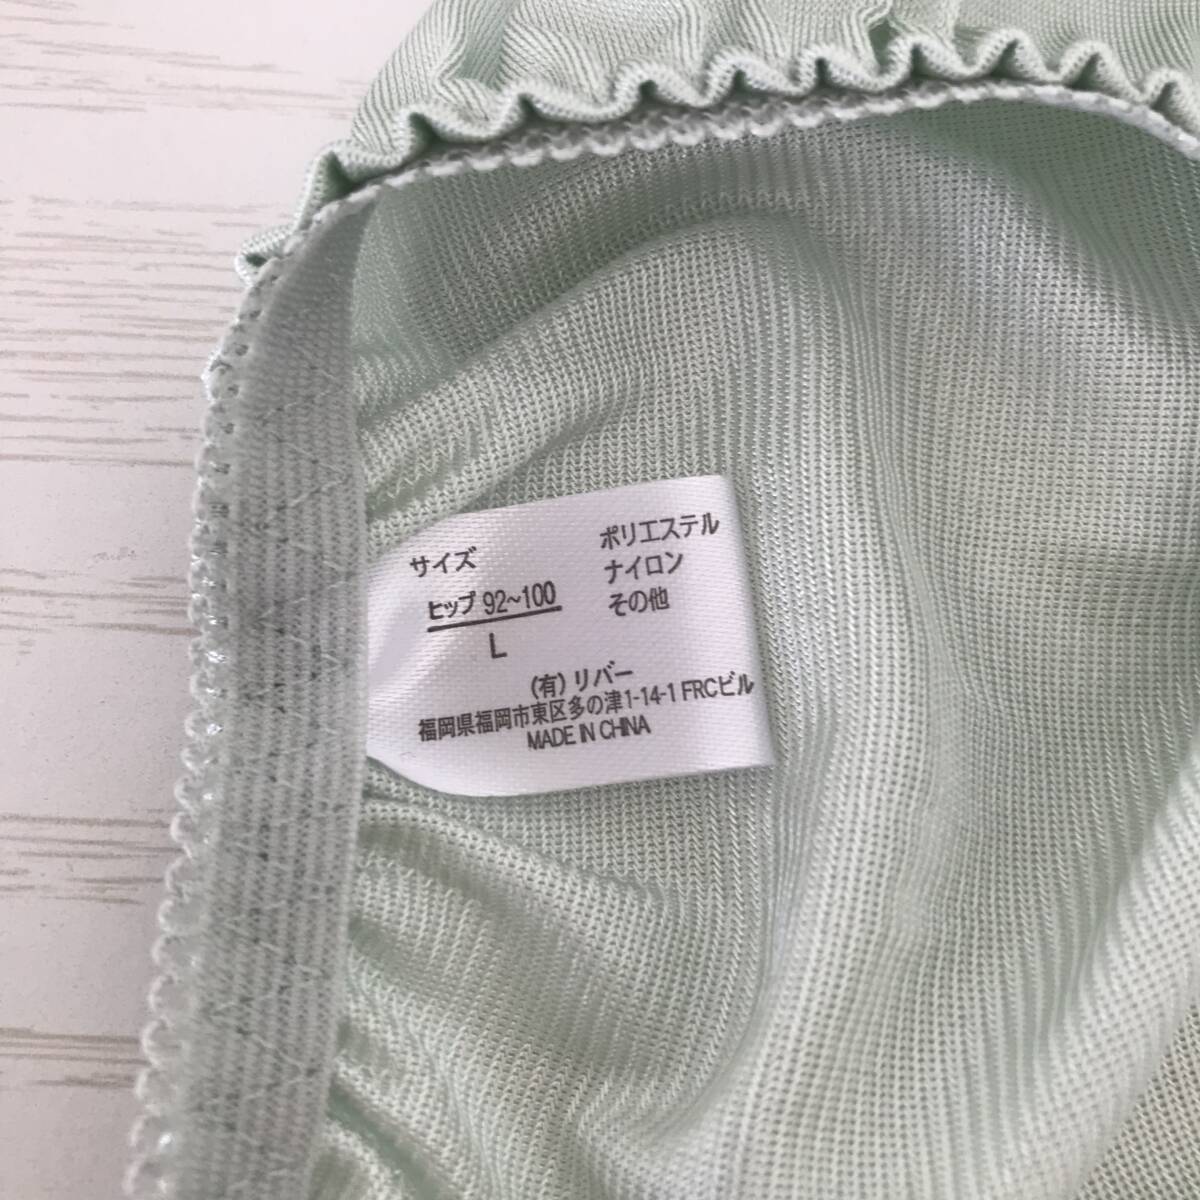 サイズ
ヒップ 92~100
L
ポリエステル
ナイロン
その他
(有)リバー
福岡県福岡市東区多の津1-14-1 FRCビル
MADE IN CHINA